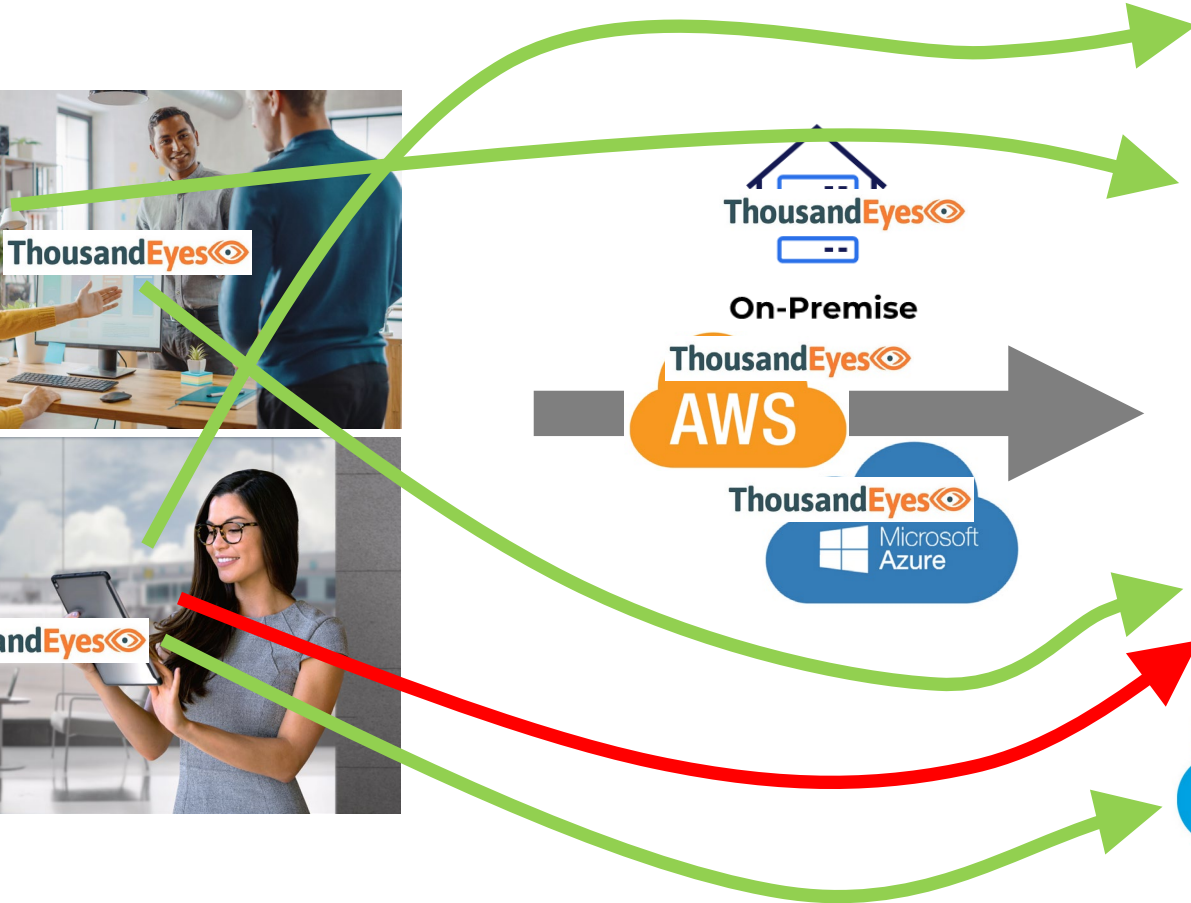 ThousandEyes
ThousandEyes
On-Premise
ThousandEyes
AWS
ThousandEyes
Microsoft
Azure
andEyes